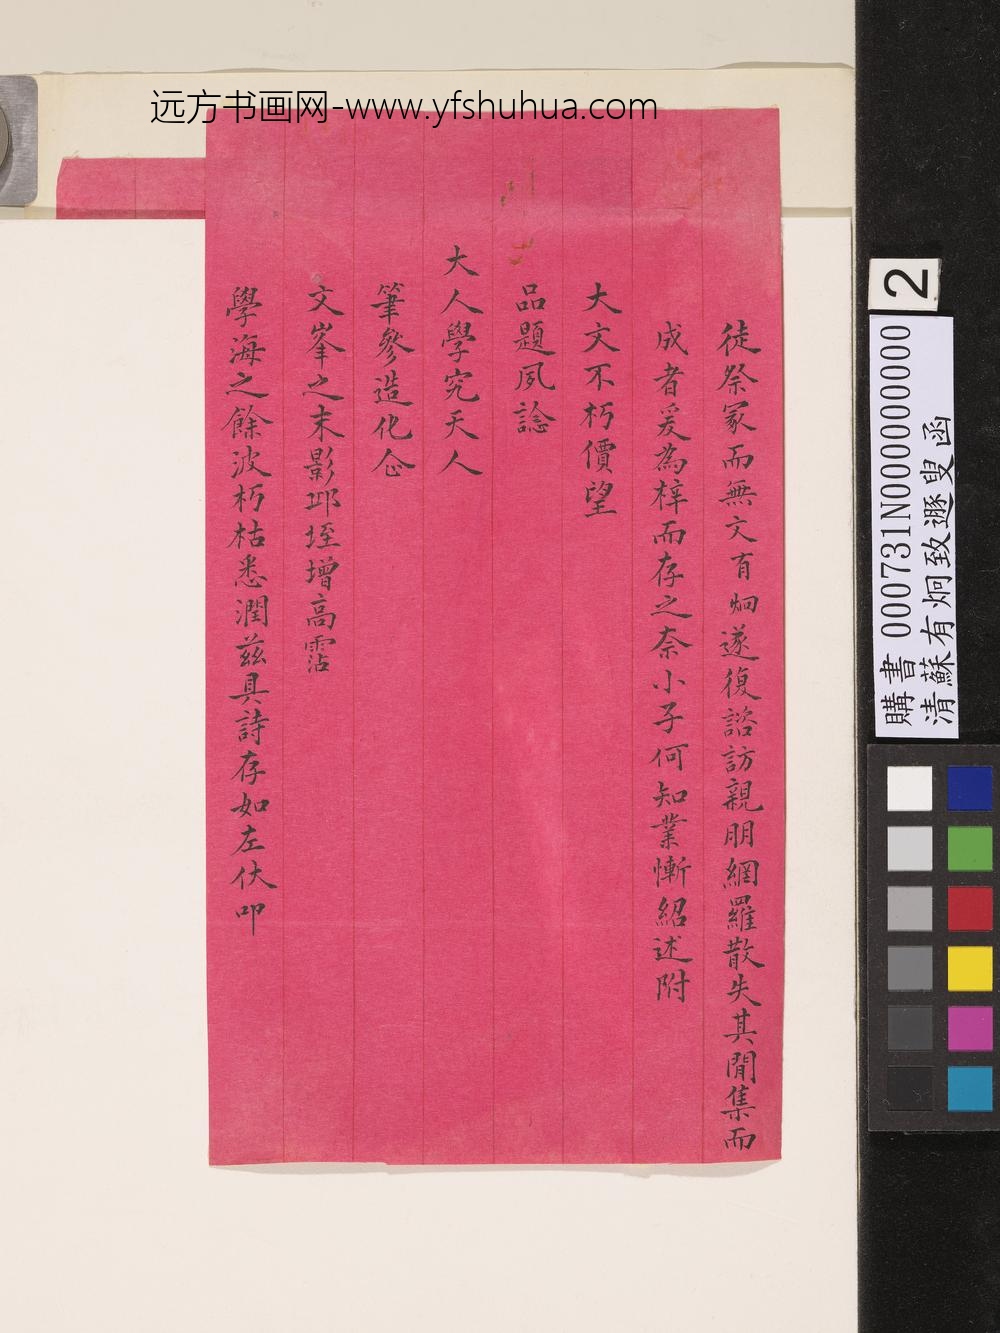 远方书画网-www.yfshuhua.com
徒祭冢而無文有炯遂復諮訪親朋網羅散失其間集而
成者爰為梓而存之奈小子何知業慚紹述附
大文不朽價望
品題夙諗
大人學究天人
筆參造化企
文峯之末影邱垤增高霑
學海之餘波朽枯悉潤茲具詩存如左伏叩
2
購書 000731N000000000
清蘇有炯致遯叟函